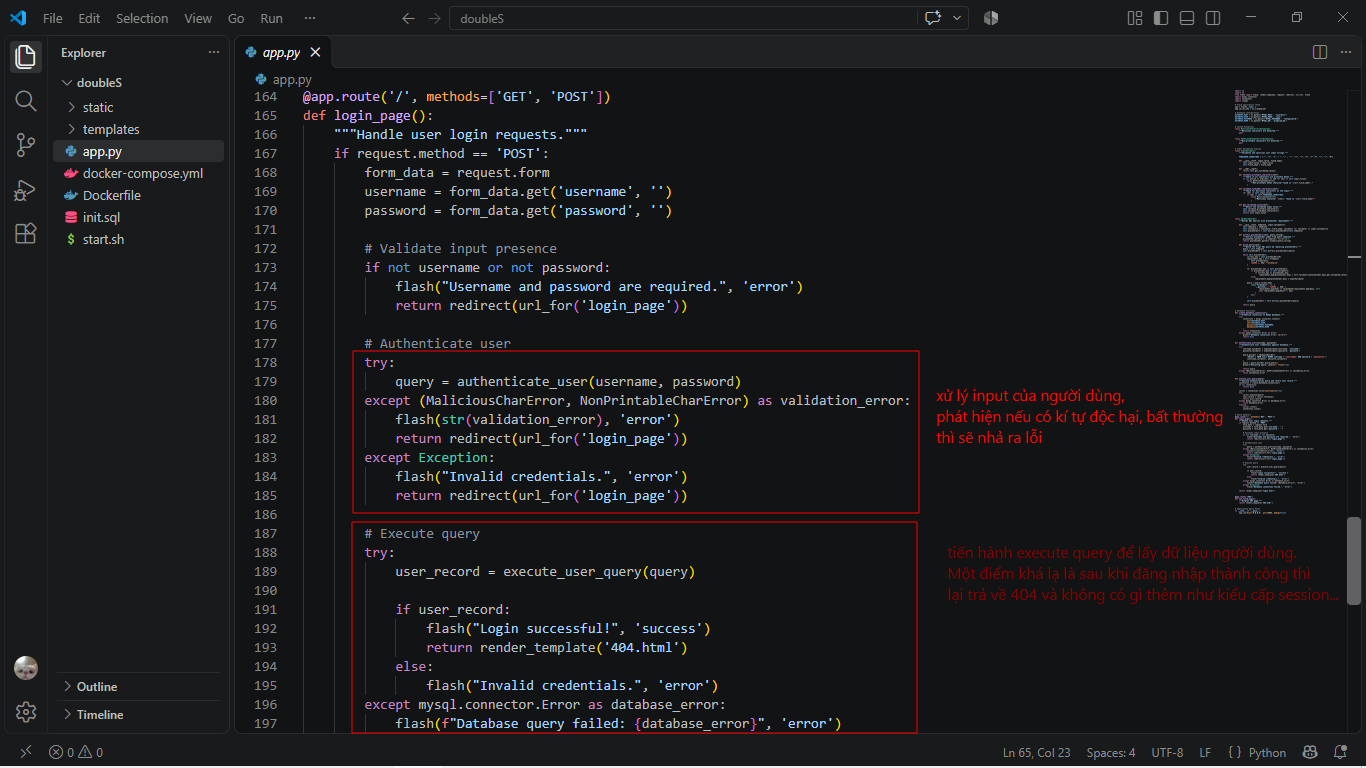 File Edit Selection View Go Run ··· doubleS
Explorer ···
doubleS
static
templates
app.py
docker-compose.yml
Dockerfile
init.sql
$ start.sh
Outline
Timeline
app.py
app.py
164 @app.route('/', methods=['GET', 'POST'])
165 def login_page():
166 """Handle user login requests."""
167 if request.method == 'POST':
168 form_data = request.form
169 username = form_data.get('username', '')
170 password = form_data.get('password', '')
171
172 # Validate input presence
173 if not username or not password:
174 flash("Username and password are required.", 'error')
175 return redirect(url_for('login_page'))
176
177 # Authenticate user
178 try:
179 query = authenticate_user(username, password)
180 except (MaliciousCharError, NonPrintableCharError) as validation_error:
181 flash(str(validation_error), 'error')
182 return redirect(url_for('login_page'))
183 except Exception:
184 flash("Invalid credentials.", 'error')
185 return redirect(url_for('login_page'))
186
187 # Execute query
188 try:
189 user_record = execute_user_query(query)
190
191 if user_record:
192 flash("Login successful!", 'success')
193 return render_template('404.html')
194 else:
195 flash("Invalid credentials.", 'error')
196 except mysql.connector.Error as database_error:
197 flash(f"Database query failed: {database_error}", 'error')
xử lý input của người dùng,
phát hiện nếu có kí tự độc hại, bất thường
thì sẽ nhả ra lỗi
tiến hành execute query để lấy dữ liệu người dùng.
Một điểm khá lạ là sau khi đăng nhập thành công thì
lại trả về 404 và không có gì thêm như kiểu cấp session...
0 0 Ln 65, Col 23 Spaces: 4 UTF-8 LF { } Python